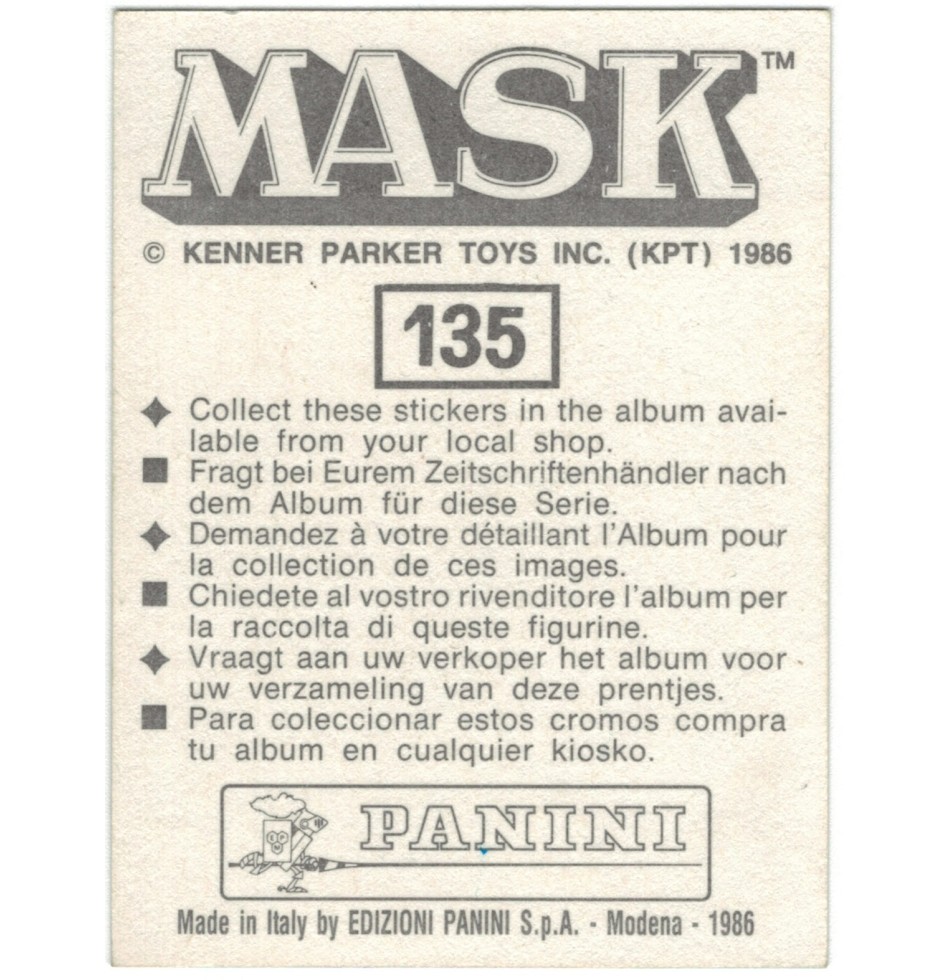 MASK™
© KENNER PARKER TOYS INC. (KPT) 1986
135
Collect these stickers in the album avai-
lable from your local shop.
Fragt bei Eurem Zeitschriftenhändler nach
dem Album für diese Serie.
Demandez à votre détaillant l'Album pour
la collection de ces images.
Chiedete al vostro rivenditore l'album per
la raccolta di queste figurine.
Vraagt aan uw verkoper het album voor
uw verzameling van deze prentjes.
Para coleccionar estos cromos compra
tu album en cualquier kiosko.
PANINI
Made in Italy by EDIZIONI PANINI S.p.A. - Modena - 1986